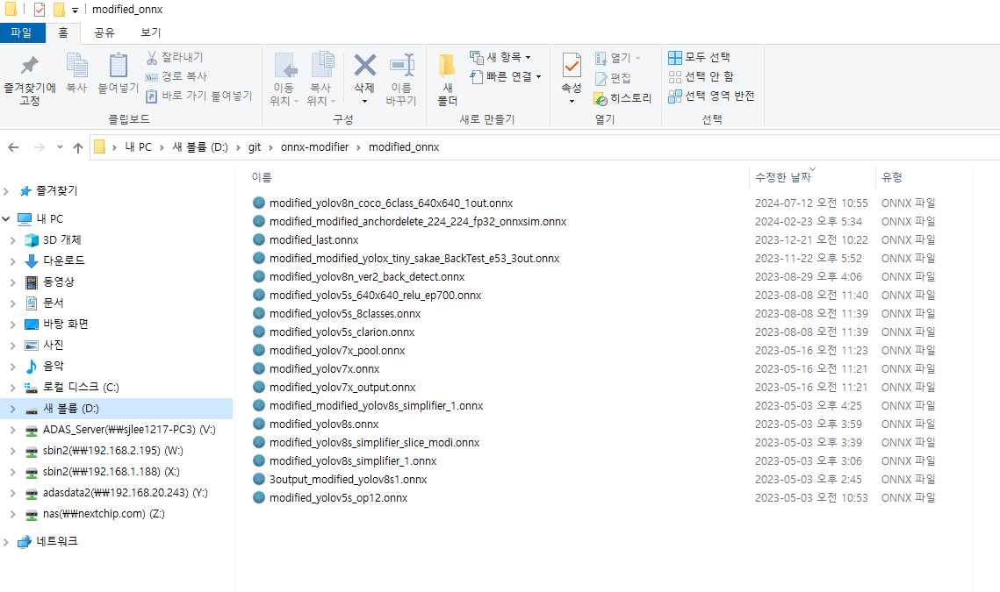 modified_onnx
파일 홈 공유 보기
즐겨찾기에 고정
복사
붙여넣기
잘라내기
경로 복사
바로 가기 붙여넣기
클립보드
이동 위치
복사 위치
삭제
이름 바꾸기
구성
새 폴더
새 항목
빠른 연결
새로 만들기
속성
열기
편집
히스토리
열기
모두 선택
선택 안 함
선택 영역 반전
선택
내 PC > 새 볼륨 (D:) > git > onnx-modifier > modified_onnx
즐겨찾기
내 PC
3D 개체
다운로드
동영상
문서
바탕 화면
사진
음악
로컬 디스크 (C:)
새 볼륨 (D:)
ADAS_Server(₩₩sjlee1217-PC3) (V:)
sbin2(₩₩192.168.2.195) (W:)
sbin2(₩₩192.168.1.188) (X:)
adasdata2(₩₩192.168.20.243) (Y:)
nas(₩₩nextchip.com) (Z:)
네트워크
이름 수정한 날짜 유형
modified_yolov8n_coco_6class_640x640_1out.onnx 2024-07-12 오전 10:55 ONNX 파일
modified_modified_anchordelete_224_224_fp32_onnxsim.onnx 2024-02-23 오후 5:34 ONNX 파일
modified_last.onnx 2023-12-21 오전 10:22 ONNX 파일
modified_modified_yolox_tiny_sakae_BackTest_e53_3out.onnx 2023-11-22 오후 5:52 ONNX 파일
modified_yolov8n_ver2_back_detect.onnx 2023-08-29 오후 4:06 ONNX 파일
modified_yolov5s_640x640_relu_ep700.onnx 2023-08-08 오전 11:40 ONNX 파일
modified_yolov5s_8classes.onnx 2023-08-08 오전 11:39 ONNX 파일
modified_yolov5s_clarion.onnx 2023-08-08 오전 11:39 ONNX 파일
modified_yolov7x_pool.onnx 2023-05-16 오전 11:23 ONNX 파일
modified_yolov7x.onnx 2023-05-16 오전 11:21 ONNX 파일
modified_yolov7x_output.onnx 2023-05-16 오전 11:21 ONNX 파일
modified_modified_yolov8s_simplifier_1.onnx 2023-05-03 오후 4:25 ONNX 파일
modified_yolov8s.onnx 2023-05-03 오후 3:59 ONNX 파일
modified_yolov8s_simplifier_slice_modi.onnx 2023-05-03 오후 3:39 ONNX 파일
modified_yolov8s_simplifier_1.onnx 2023-05-03 오후 3:06 ONNX 파일
3output_modified_yolov8s1.onnx 2023-05-03 오후 2:45 ONNX 파일
modified_yolov5s_op12.onnx 2023-05-03 오전 10:53 ONNX 파일